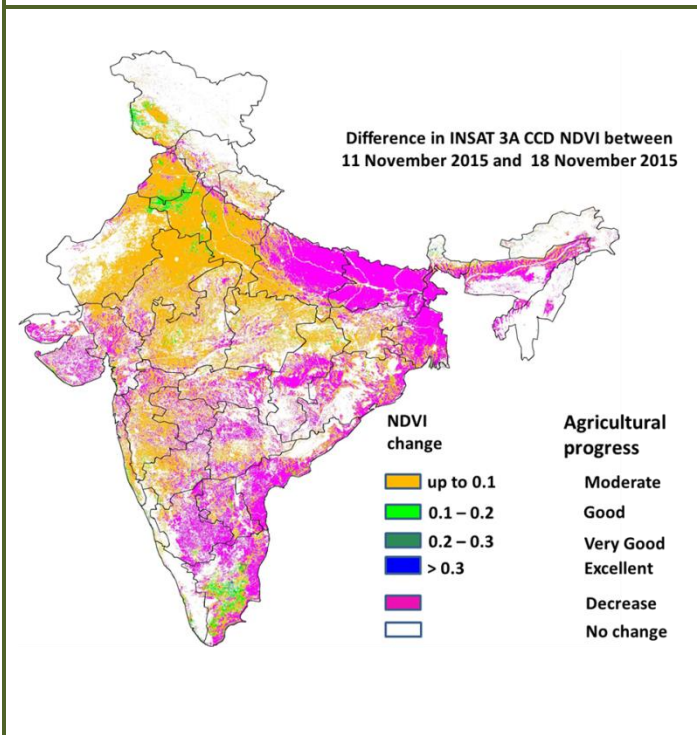 Difference in INSAT 3A CCD NDVI between
11 November 2015 and 18 November 2015
NDVI change
Agricultural progress
up to 0.1 Moderate
0.1 – 0.2 Good
0.2 – 0.3 Very Good
> 0.3 Excellent
Decrease
No change